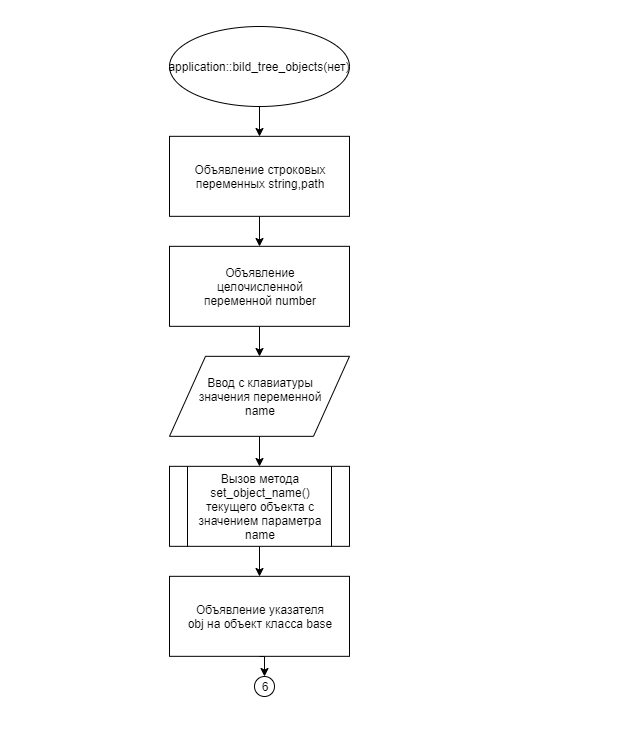 application::bild_tree_objects(нет)
Объявление строковых
переменных string,path
Объявление
целочисленной
переменной number
Ввод с клавиатуры
значения переменной
name
Вызов метода
set_object_name()
текущего объекта с
значением параметра
name
Объявление указателя
obj на объект класса base
6